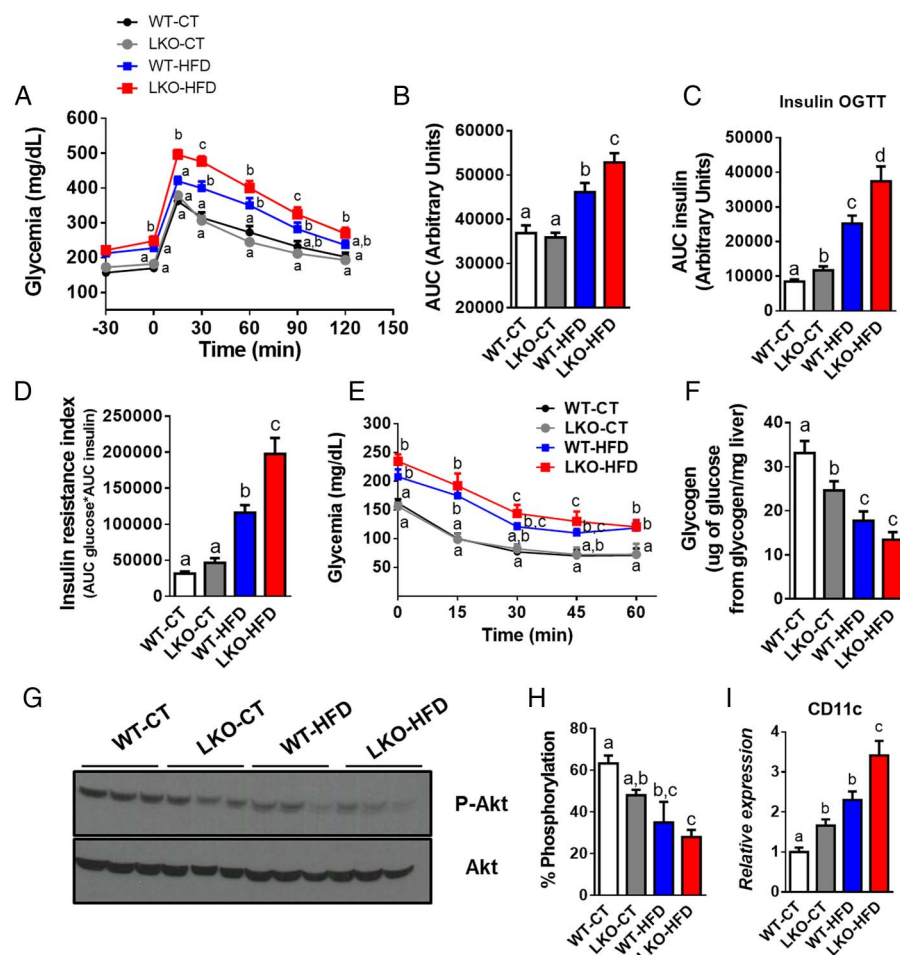 WT-CT
LKO-CT
WT-HFD
LKO-HFD
A
Glycemia (mg/dL)
600
500
400
300
200
100
b
c
b
b
b
b
a
b
b
a
a
a
a
a
a,b
a,b
a
a
a
a
a
a
-30 0 30 60 90 120 150
Time (min)
B
AUC (Arbitrary Units)
60000
50000
40000
30000
20000
a
a
b
c
WT-CT
LKO-CT
WT-HFD
LKO-HFD
C
Insulin OGTT
AUC insulin
(Arbitrary Units)
50000
40000
30000
20000
10000
0
a
b
c
d
WT-CT
LKO-CT
WT-HFD
LKO-HFD
D
Insulin resistance index
(AUC glucose*AUC insulin)
250000
200000
150000
100000
50000
0
a
a
b
c
WT-CT
LKO-CT
WT-HFD
LKO-HFD
E
WT-CT
LKO-CT
WT-HFD
LKO-HFD
Glycemia (mg/dL)
250
200
150
100
50
b
b
b
c
c
b
b
b,c
b,c
b
a
a
a
a
a,b
a,b
a
a
a
a
0 15 30 45 60
Time (min)
F
Glycogen
(ug of glucose
from glycogen/mg liver)
40
30
20
10
0
a
b
c
c
WT-CT
LKO-CT
WT-HFD
LKO-HFD
G
WT-CT
LKO-CT
WT-HFD
LKO-HFD
P-Akt
Akt
H
% Phosphorylation
80
60
40
20
0
a
a,b
b,c
c
WT-CT
LKO-CT
WT-HFD
LKO-HFD
I
CD11c
Relative expression
4
3
2
1
0
a
b
b
c
WT-CT
LKO-CT
WT-HFD
LKO-HFD